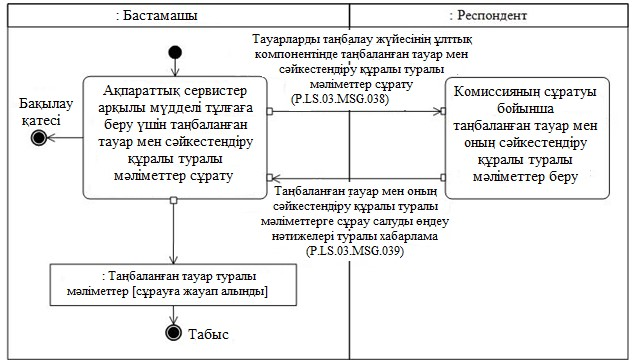 : Бастамашы
: Респондент
Тауарларды таңбалау жүйесінің ұлттық
компонентінде таңбаланған тауар мен
сәйкестендіру құралы туралы
мәліметтер сұрату
(P.LS.03.MSG.038)
Ақпараттық сервистер
арқылы мүдделі тұлғаға
беру үшін таңбаланған
тауар мен сәйкестендіру
құралы туралы
мәліметтер сұрату
Бақылау
қатесі
Комиссияның сұратуы
бойынша
таңбаланған тауар мен
оның сәйкестендіру
құралы туралы
мәліметтер беру
Таңбаланған тауар мен оның
сәйкестендіру құралы туралы
мәліметтерге сұрау салуды өңдеу
нәтижелері туралы хабарлама
(P.LS.03.MSG.039)
: Таңбаланған тауар туралы
мәліметтер [сұрауға жауап алынды]
Табыс